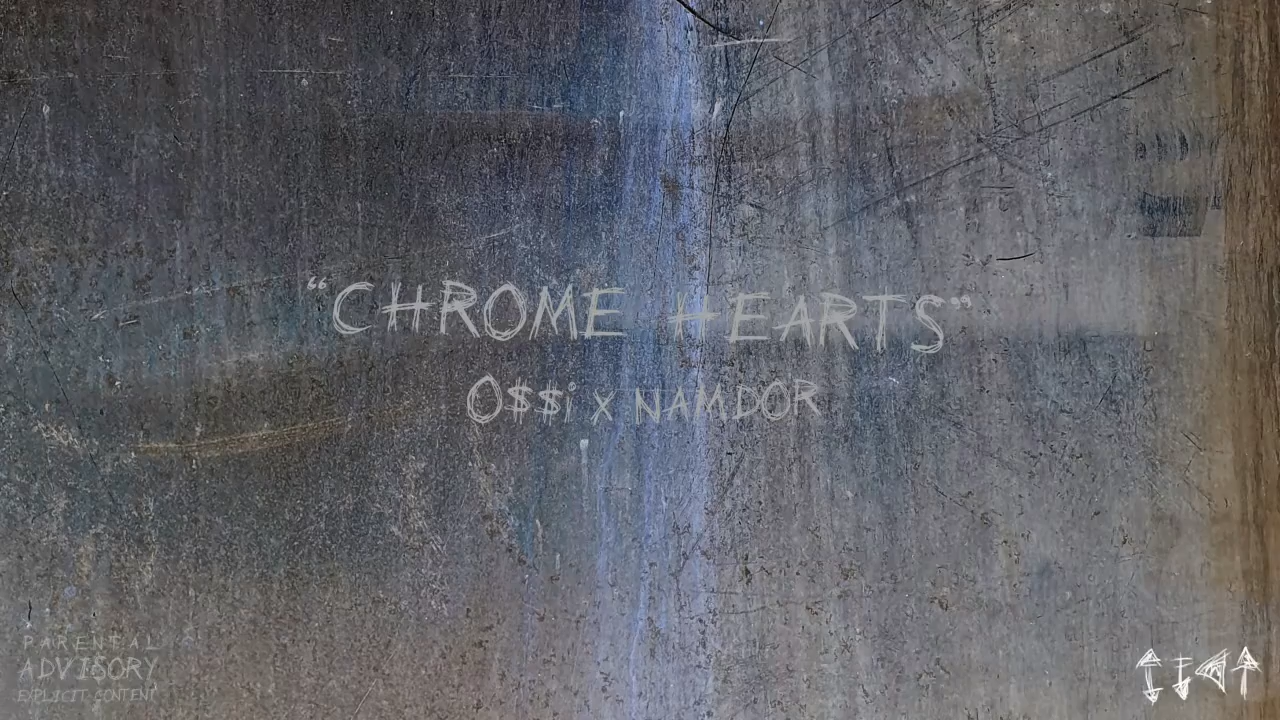 “CHROME HEARTS”
O$$i x NAMDOR
PARENTAL
ADVISORY
EXPLICIT CONTENT